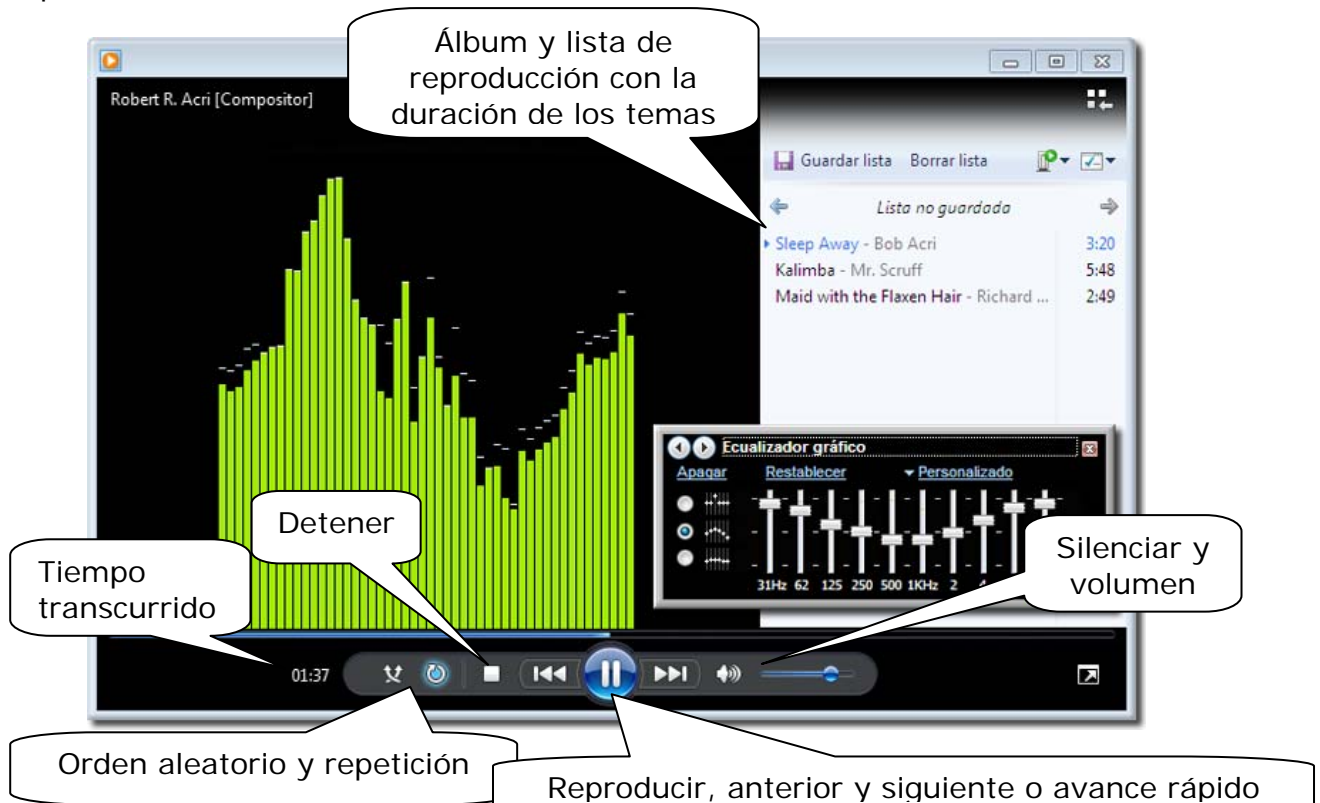 Álbum y lista de
reproducción con la
duración de los temas
Robert R. Acri [Compositor]
Guardar lista Borrar lista
Lista no guardada
Sleep Away - Bob Acri 3:20
Kalimba - Mr. Scruff 5:48
Maid with the Flaxen Hair - Richard ... 2:49
Ecualizador gráfico
Apagar Restablecer Personalizado
31Hz 62 125 250 500 1KHz 2
Detener
Silenciar y
volumen
Tiempo
transcurrido
01:37
Orden aleatorio y repetición
Reproducir, anterior y siguiente o avance rápido